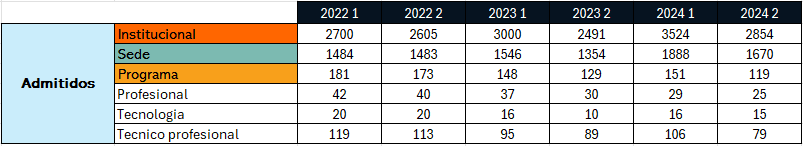 2022 1 2022 2 2023 1 2023 2 2024 1 2024 2
Admitidos
Institucional 2700 2605 3000 2491 3524 2854
Sede 1484 1483 1546 1354 1888 1670
Programa 181 173 148 129 151 119
Profesional 42 40 37 30 29 25
Tecnologia 20 20 16 10 16 15
Tecnico profesional 119 113 95 89 106 79